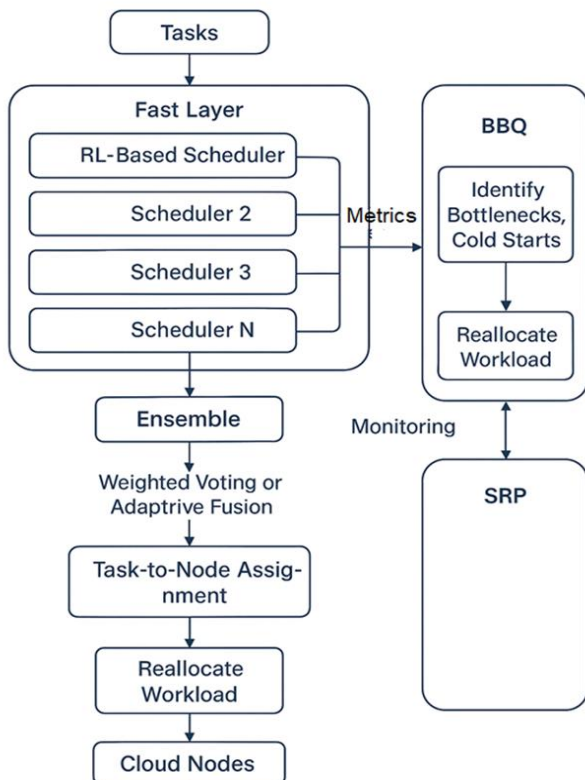 Tasks
Fast Layer
RL-Based Scheduler
Scheduler 2
Scheduler 3
Scheduler N
Metrics
BBQ
Identify
Bottlenecks,
Cold Starts
Reallocate
Workload
Ensemble
Monitoring
Weighted Voting or
Adaptrive Fusion
SRP
Task-to-Node Assig-
nment
Reallocate
Workload
Cloud Nodes